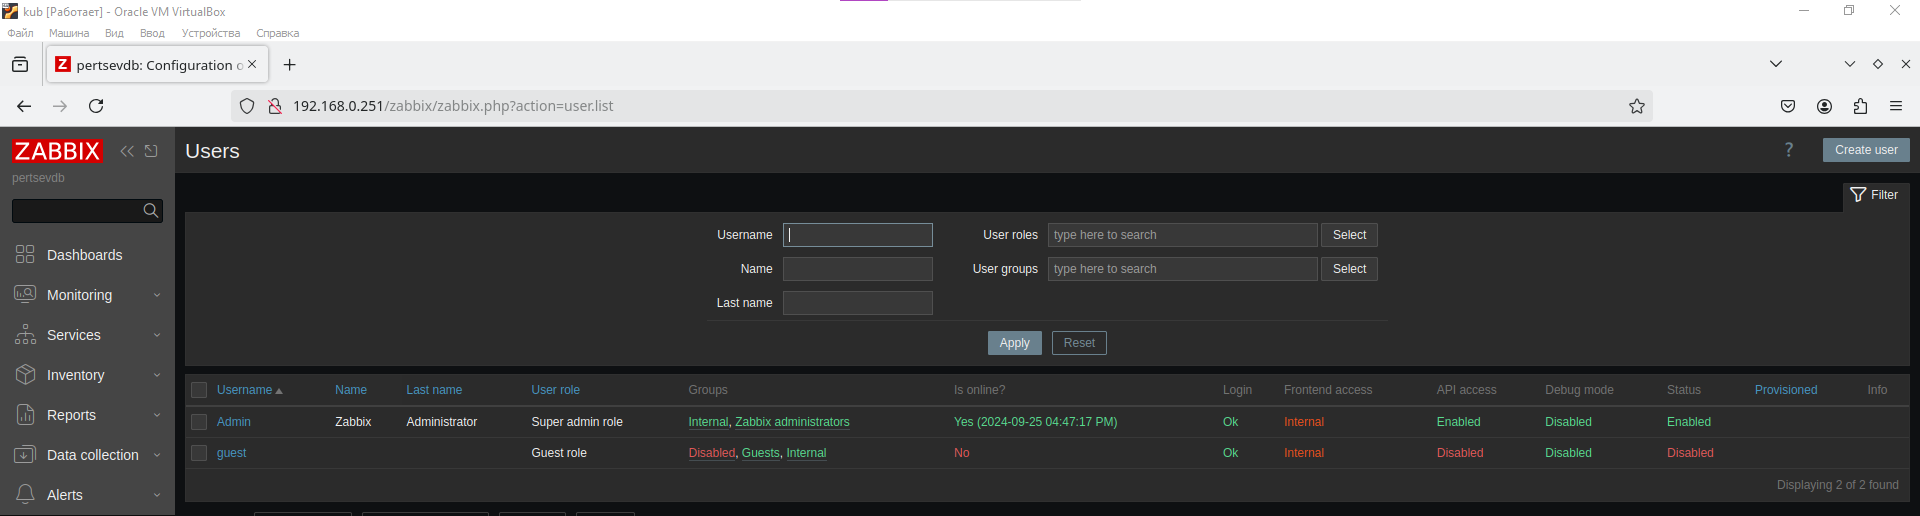 kub [Работает] - Oracle VM VirtualBox
Файл Машина Вид Ввод Устройства Справка
pertsevdb: Configuration o
192.168.0.251/zabbix/zabbix.php?action=user.list
ZABBIX
pertsevdb
Dashboards
Monitoring
Services
Inventory
Reports
Data collection
Alerts
Users
? Create user
Filter
Username User roles type here to search Select
Name User groups type here to search Select
Last name
Apply Reset
Username Name Last name User role Groups Is online? Login Frontend access API access Debug mode Status Provisioned Info
Admin Zabbix Administrator Super admin role Internal, Zabbix administrators Yes (2024-09-25 04:47:17 PM) Ok Internal Enabled Disabled Enabled
guest Guest role Disabled, Guests, Internal No Ok Internal Disabled Disabled Disabled
Displaying 2 of 2 found